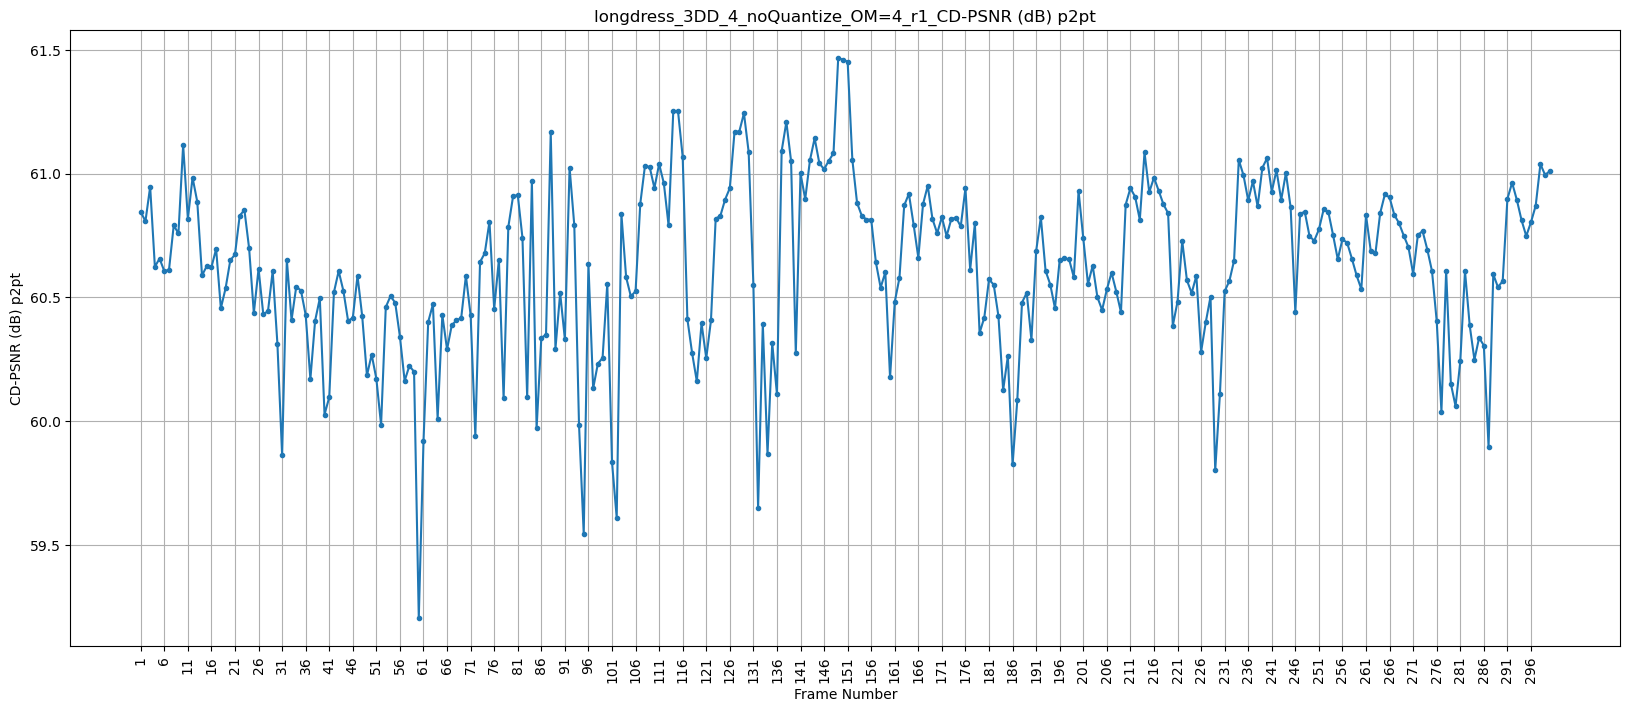 longdress_3DD_4_noQuantize_OM=4_r1_CD-PSNR (dB) p2pt
CD-PSNR (dB) p2pt
61.5
61.0
60.5
60.0
59.5
1 6 11 16 21 26 31 36 41 46 51 56 61 66 71 76 81 86 91 96 101 106 111 116 121 126 131 136 141 146 151 156 161 166 171 176 181 186 191 196 201 206 211 216 221 226 231 236 241 246 251 256 261 266 271 276 281 286 291 296
Frame Number